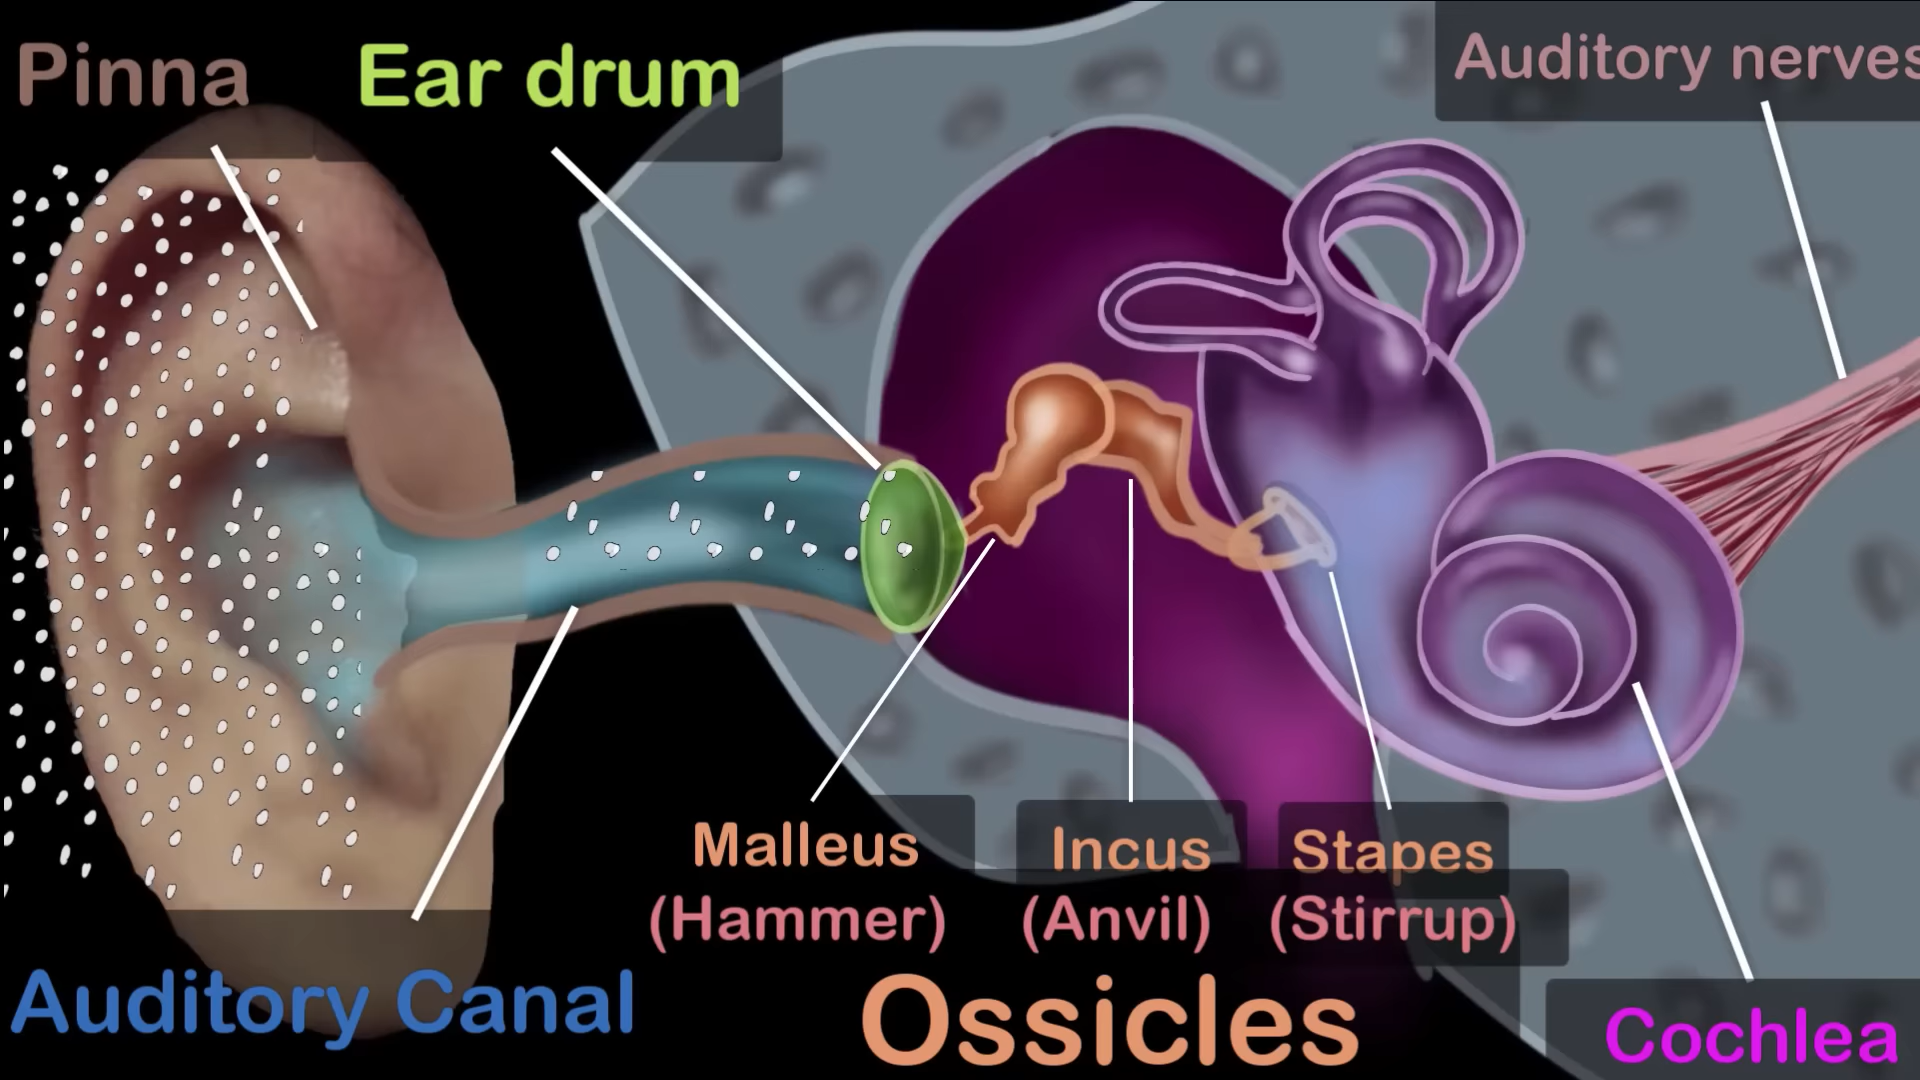 Pinna
Ear drum
Auditory nerves
Malleus
(Hammer)
Incus
(Anvil)
Stapes
(Stirrup)
Auditory Canal
Ossicles
Cochlea